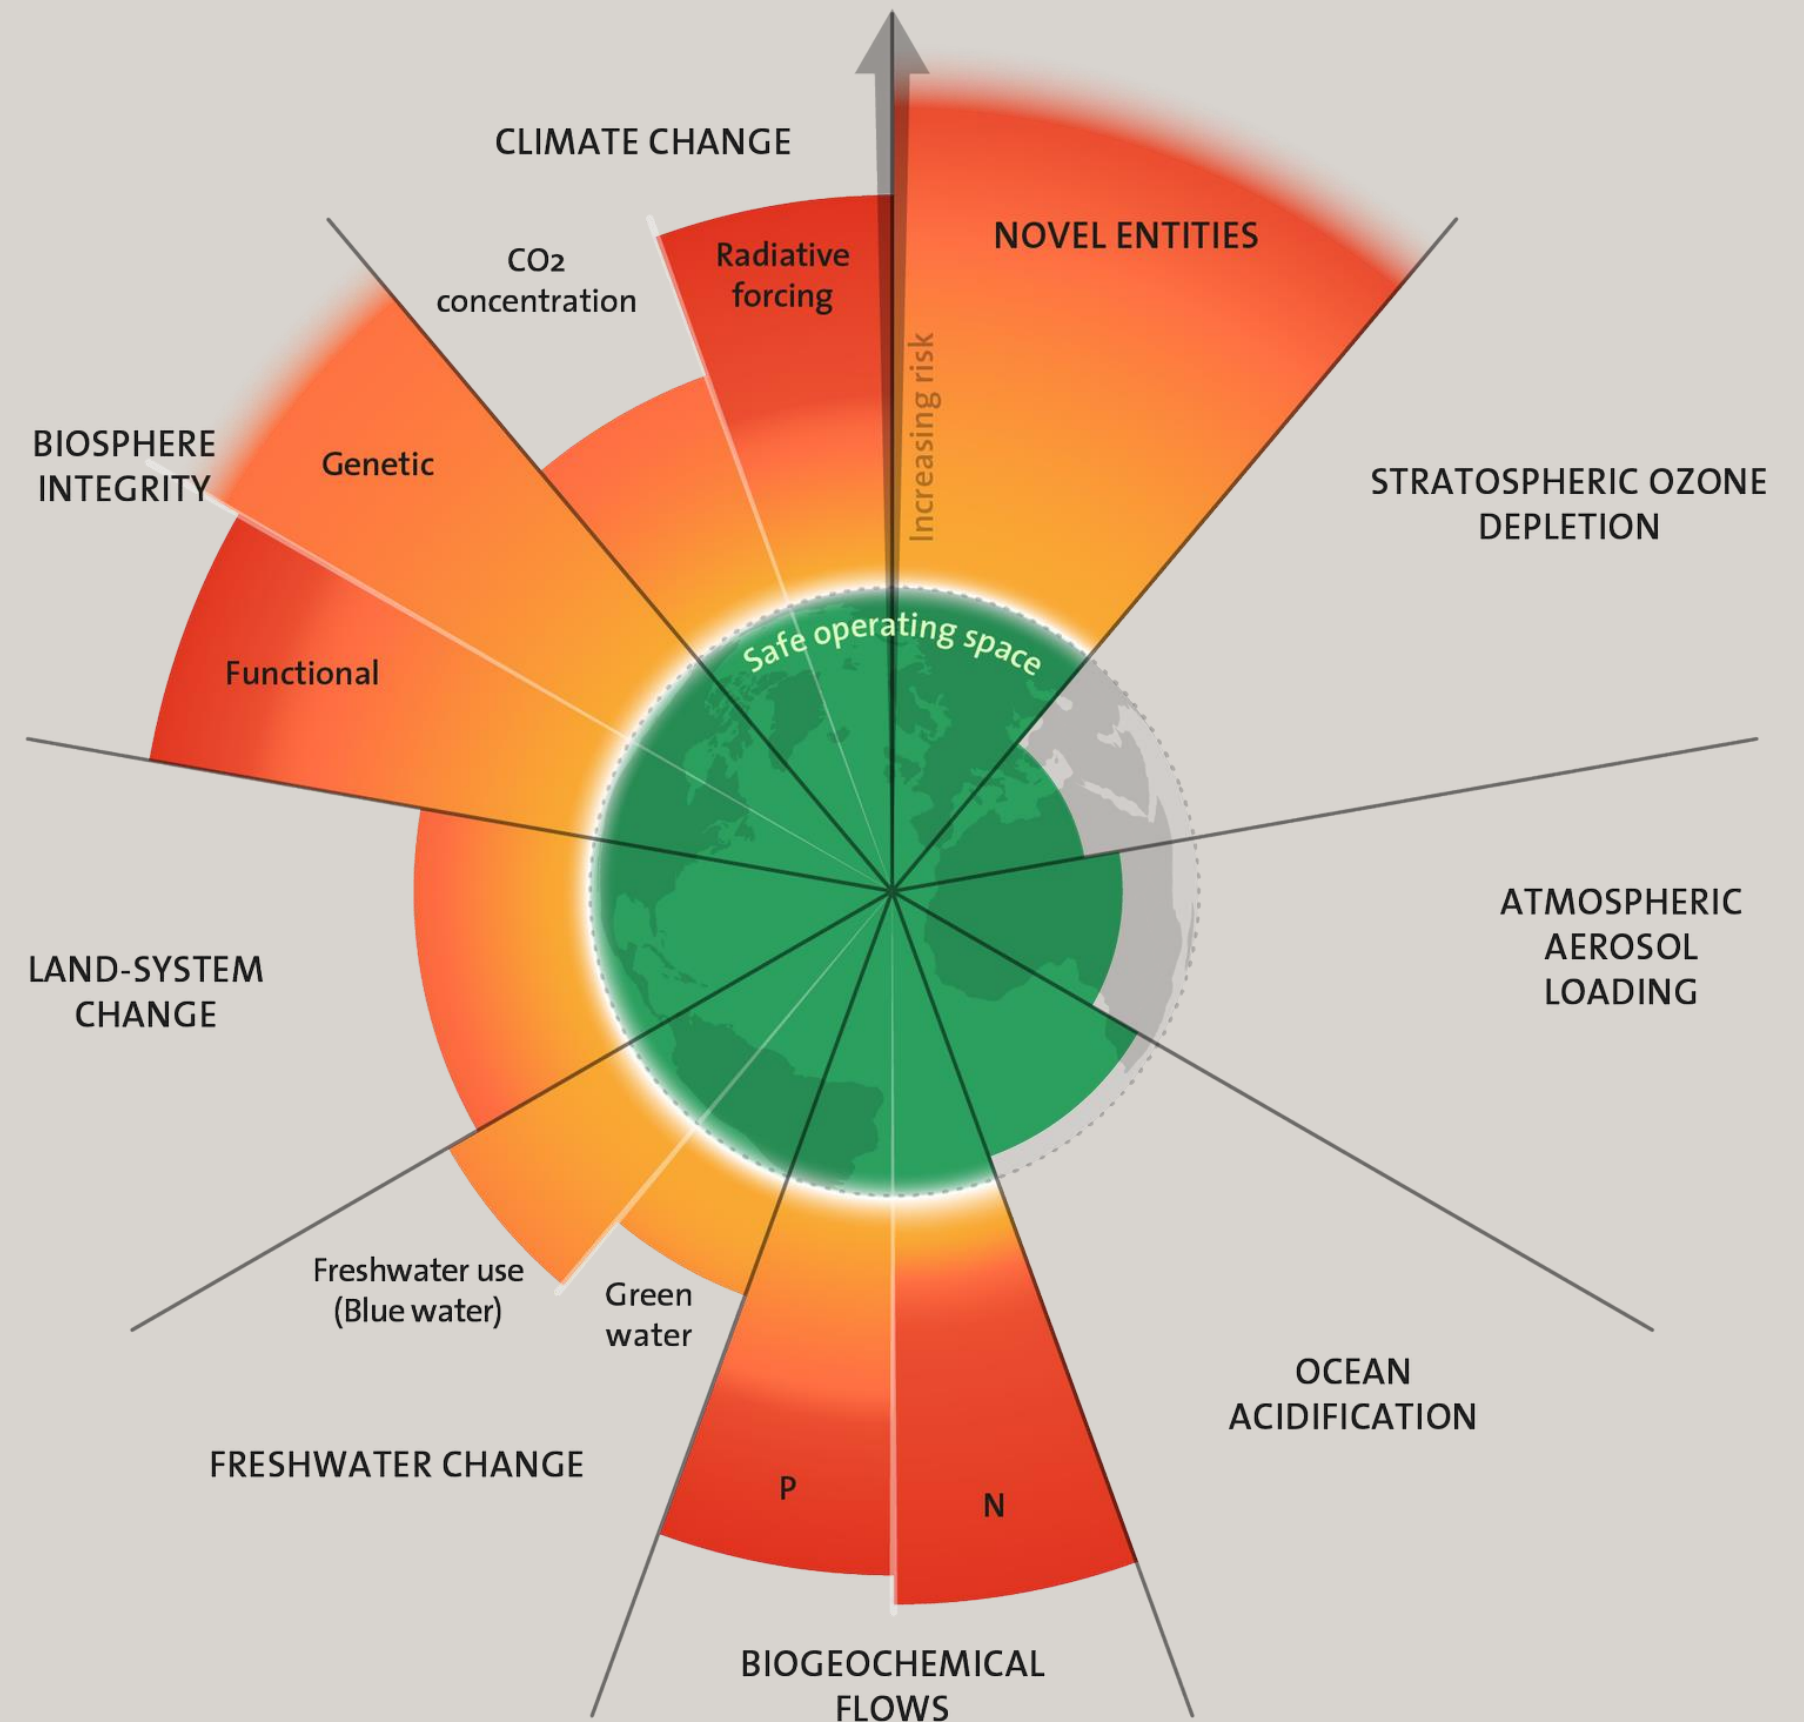 CLIMATE CHANGE
CO2
concentration
Radiative
forcing
NOVEL ENTITIES
Increasing risk
STRATOSPHERIC OZONE
DEPLETION
BIOSPHERE
INTEGRITY
Genetic
Functional
Safe operating space
ATMOSPHERIC
AEROSOL
LOADING
LAND-SYSTEM
CHANGE
Freshwater use
(Blue water)
Green
water
FRESHWATER CHANGE
P
N
OCEAN
ACIDIFICATION
BIOGEOCHEMICAL
FLOWS